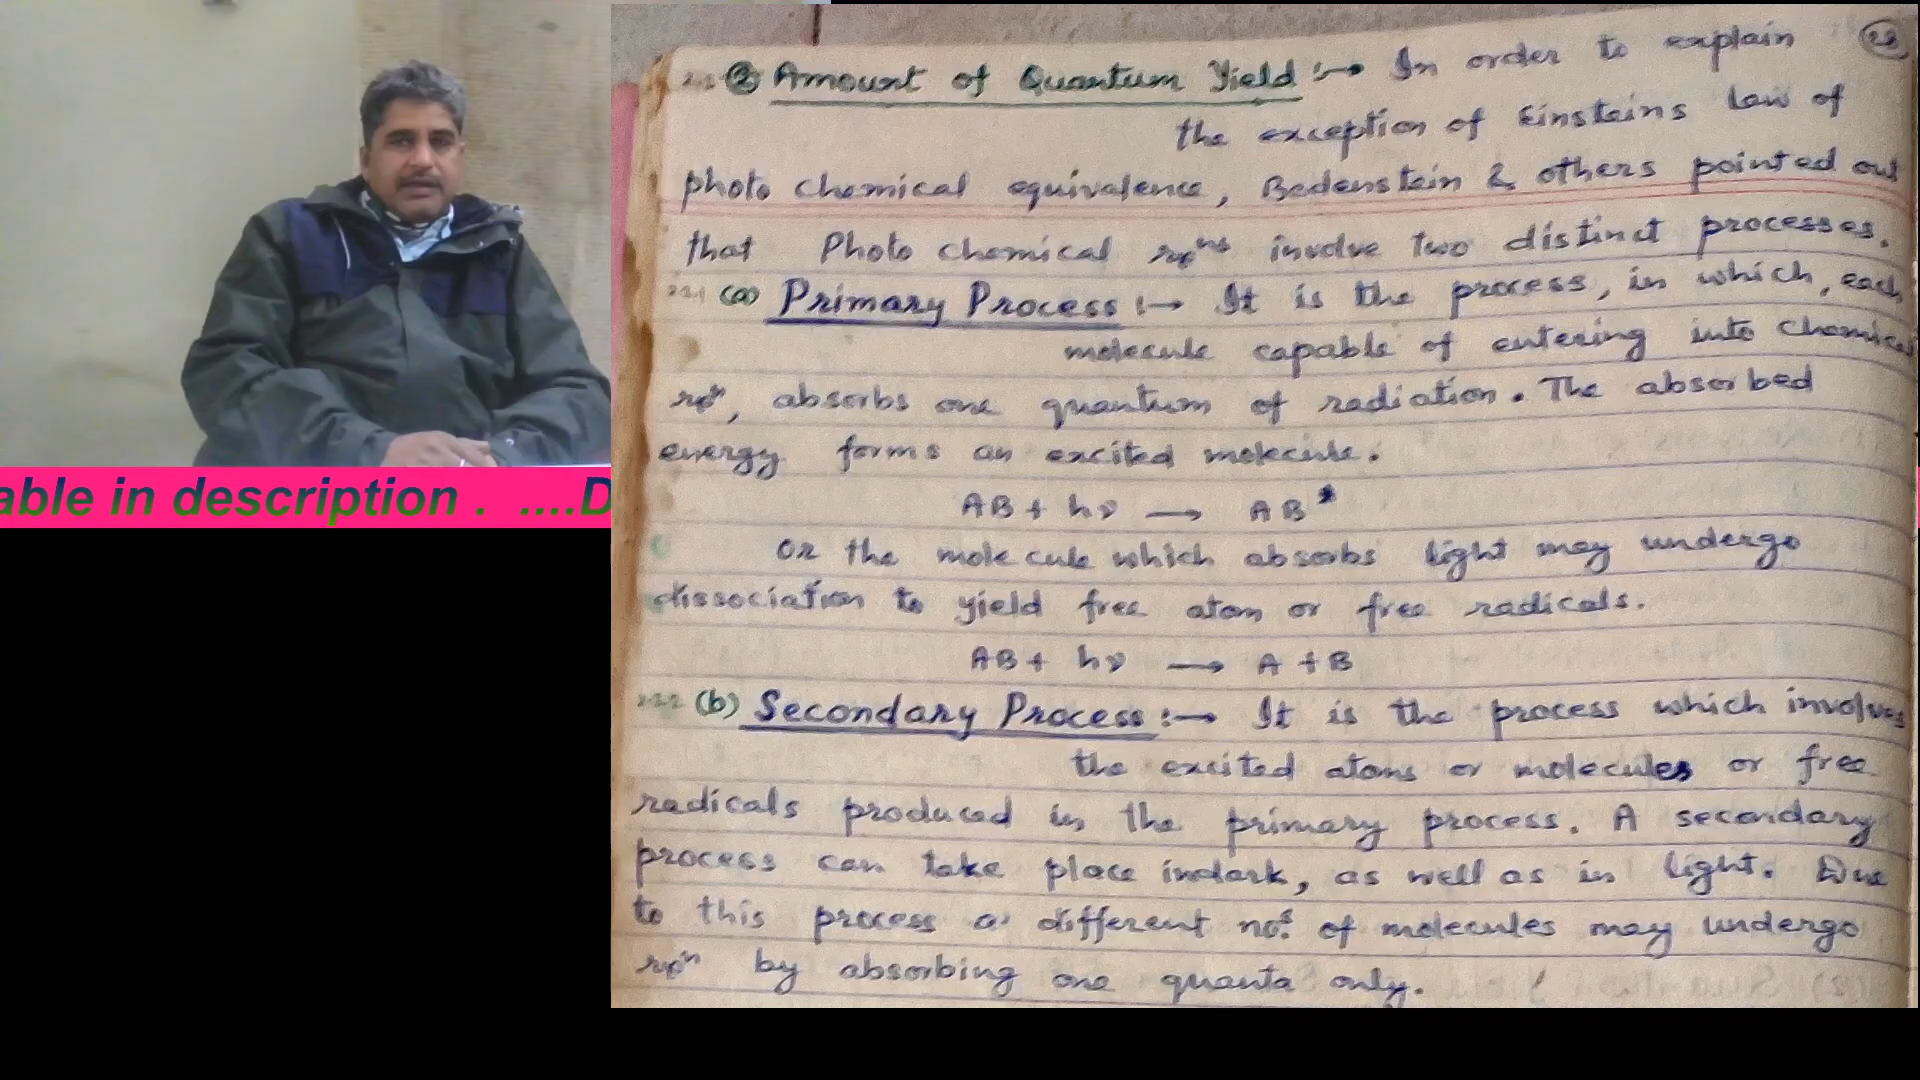 able in description .  ....D
28
② Amount of Quantum Yield :→ In order to explain
the exception of Einsteins Law of
photo chemical equivalence, Bedenstein & others pointed out
that Photo chemical rxns involve two distinct processes.
(a) Primary Process :→ It is the process, in which, each
molecule capable of entering into chemical
rxn, absorbs one quantum of radiation. The absorbed
energy forms an excited molecule.
AB + hν → AB*
or the molecule which absorbs light may undergo
dissociation to yield free atom or free radicals.
AB + hν → A + B
(b) Secondary Process :→ It is the process which involves
the excited atoms or molecules or free
radicals produced in the primary process. A secondary
process can take place indark, as well as in light. Due
to this process a different nos. of molecules may undergo
rxn by absorbing one quanta only.